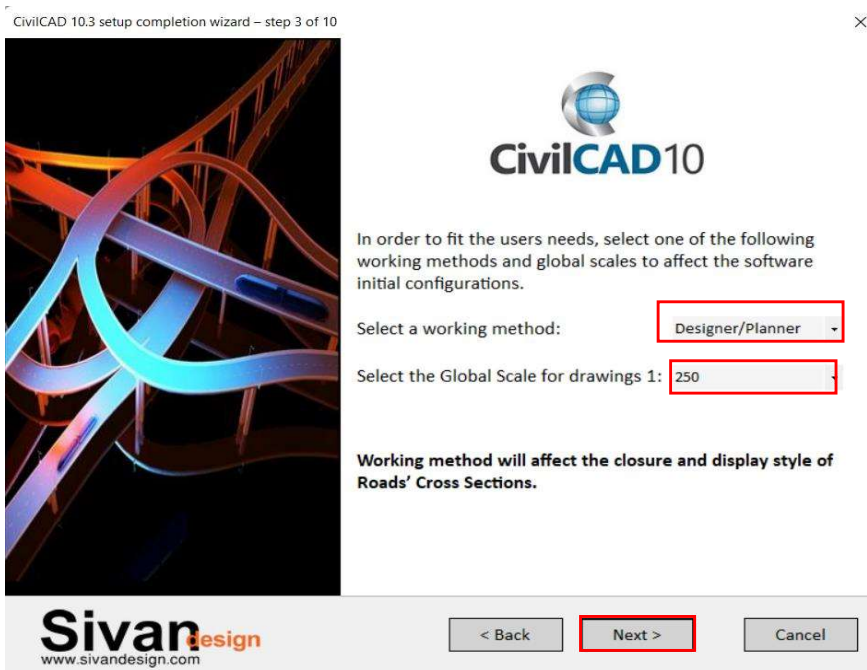 CivilCAD 10.3 setup completion wizard – step 3 of 10
CivilCAD10
In order to fit the users needs, select one of the following
working methods and global scales to affect the software
initial configurations.
Select a working method: Designer/Planner
Select the Global Scale for drawings 1: 250
Working method will affect the closure and display style of
Roads' Cross Sections.
Sivan design
www.sivandesign.com
< Back Next > Cancel